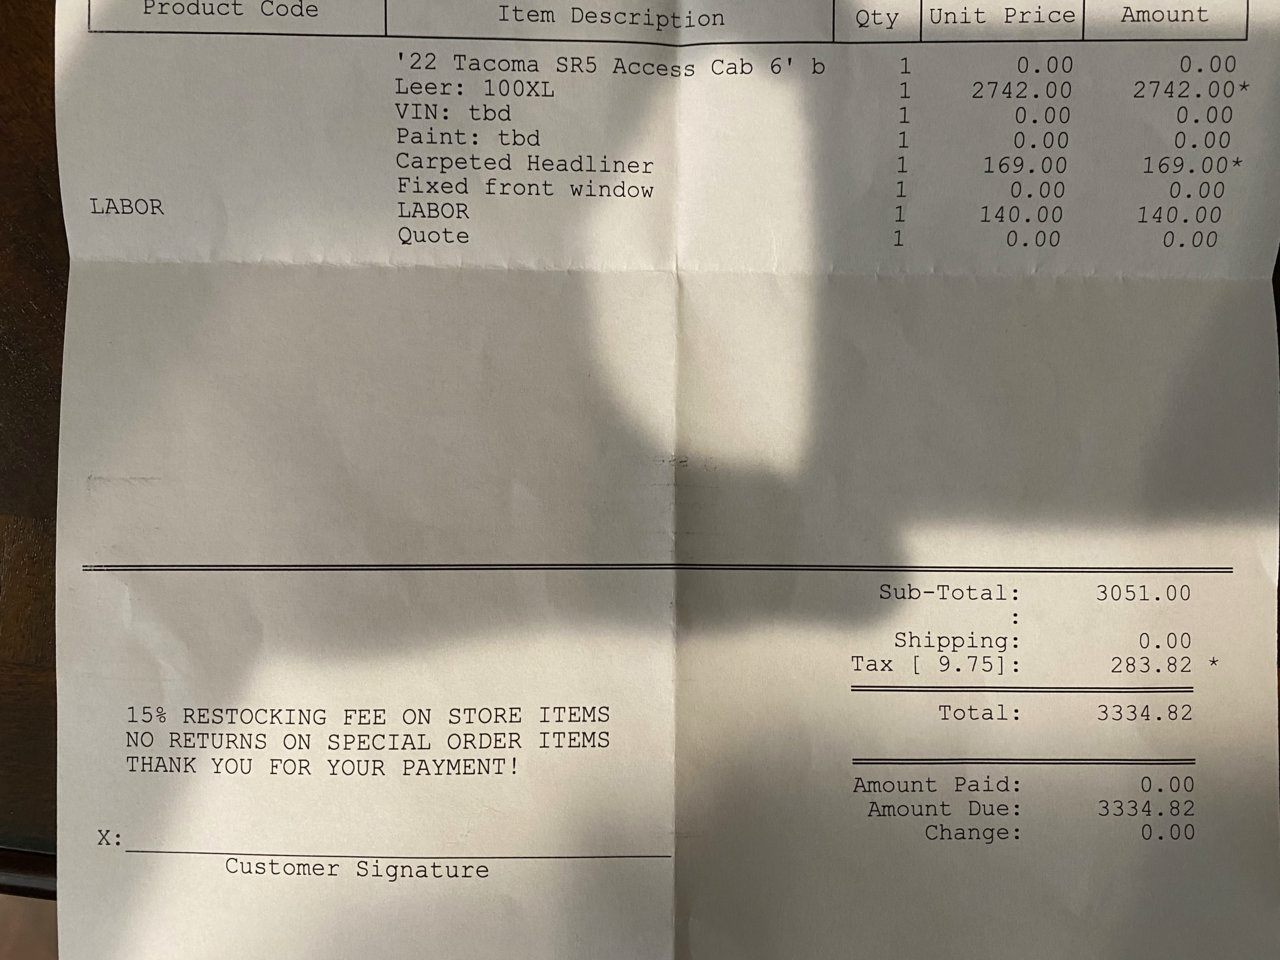 Product Code Item Description Qty Unit Price Amount
'22 Tacoma SR5 Access Cab 6' b 1 0.00 0.00
Leer: 100XL 1 2742.00 2742.00*
VIN: tbd 1 0.00 0.00
Paint: tbd 1 0.00 0.00
Carpeted Headliner 1 169.00 169.00*
Fixed front window 1 0.00 0.00
LABOR LABOR 1 140.00 140.00
Quote 1 0.00 0.00
Sub-Total: 3051.00
:
Shipping: 0.00
Tax [ 9.75]: 283.82 *
Total: 3334.82
15% RESTOCKING FEE ON STORE ITEMS
NO RETURNS ON SPECIAL ORDER ITEMS
THANK YOU FOR YOUR PAYMENT!
Amount Paid: 0.00
Amount Due: 3334.82
Change: 0.00
X:
Customer Signature